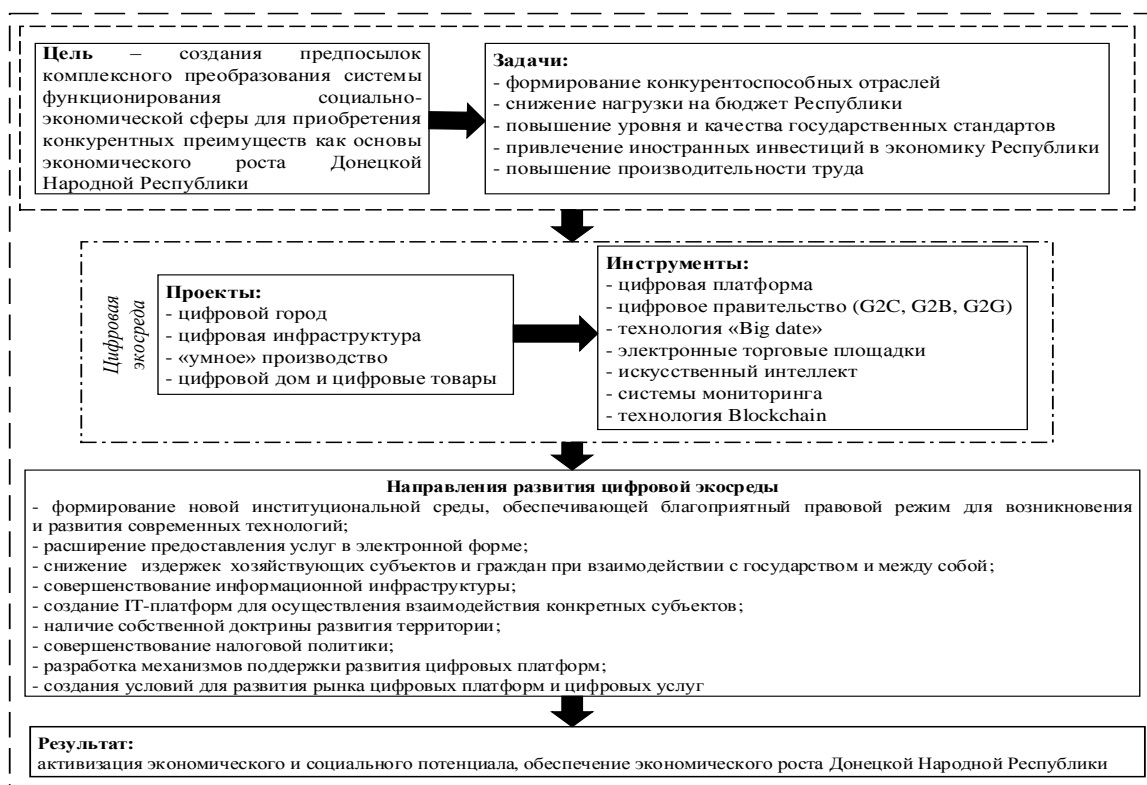 Цель – создания предпосылок
комплексного преобразования системы
функционирования социально-
экономической сферы для приобретения
конкурентных преимуществ как основы
экономического роста Донецкой
Народной Республики
Задачи:
- формирование конкурентоспособных отраслей
- снижение нагрузки на бюджет Республики
- повышение уровня и качества государственных стандартов
- привлечение иностранных инвестиций в экономику Республики
- повышение производительности труда
Цифровая
экосреда
Проекты:
- цифровой город
- цифровая инфраструктура
- «умное» производство
- цифровой дом и цифровые товары
Инструменты:
- цифровая платформа
- цифровое правительство (G2C, G2B, G2G)
- технология «Big date»
- электронные торговые площадки
- искусственный интеллект
- системы мониторинга
- технология Blockchain
Направления развития цифровой экосреды
- формирование новой институциональной среды, обеспечивающей благоприятный правовой режим для возникновения
и развития современных технологий;
- расширение предоставления услуг в электронной форме;
- снижение издержек хозяйствующих субъектов и граждан при взаимодействии с государством и между собой;
- совершенствование информационной инфраструктуры;
- создание IT-платформ для осуществления взаимодействия конкретных субъектов;
- наличие собственной доктрины развития территории;
- совершенствование налоговой политики;
- разработка механизмов поддержки развития цифровых платформ;
- создания условий для развития рынка цифровых платформ и цифровых услуг
Результат:
активизация экономического и социального потенциала, обеспечение экономического роста Донецкой Народной Республики